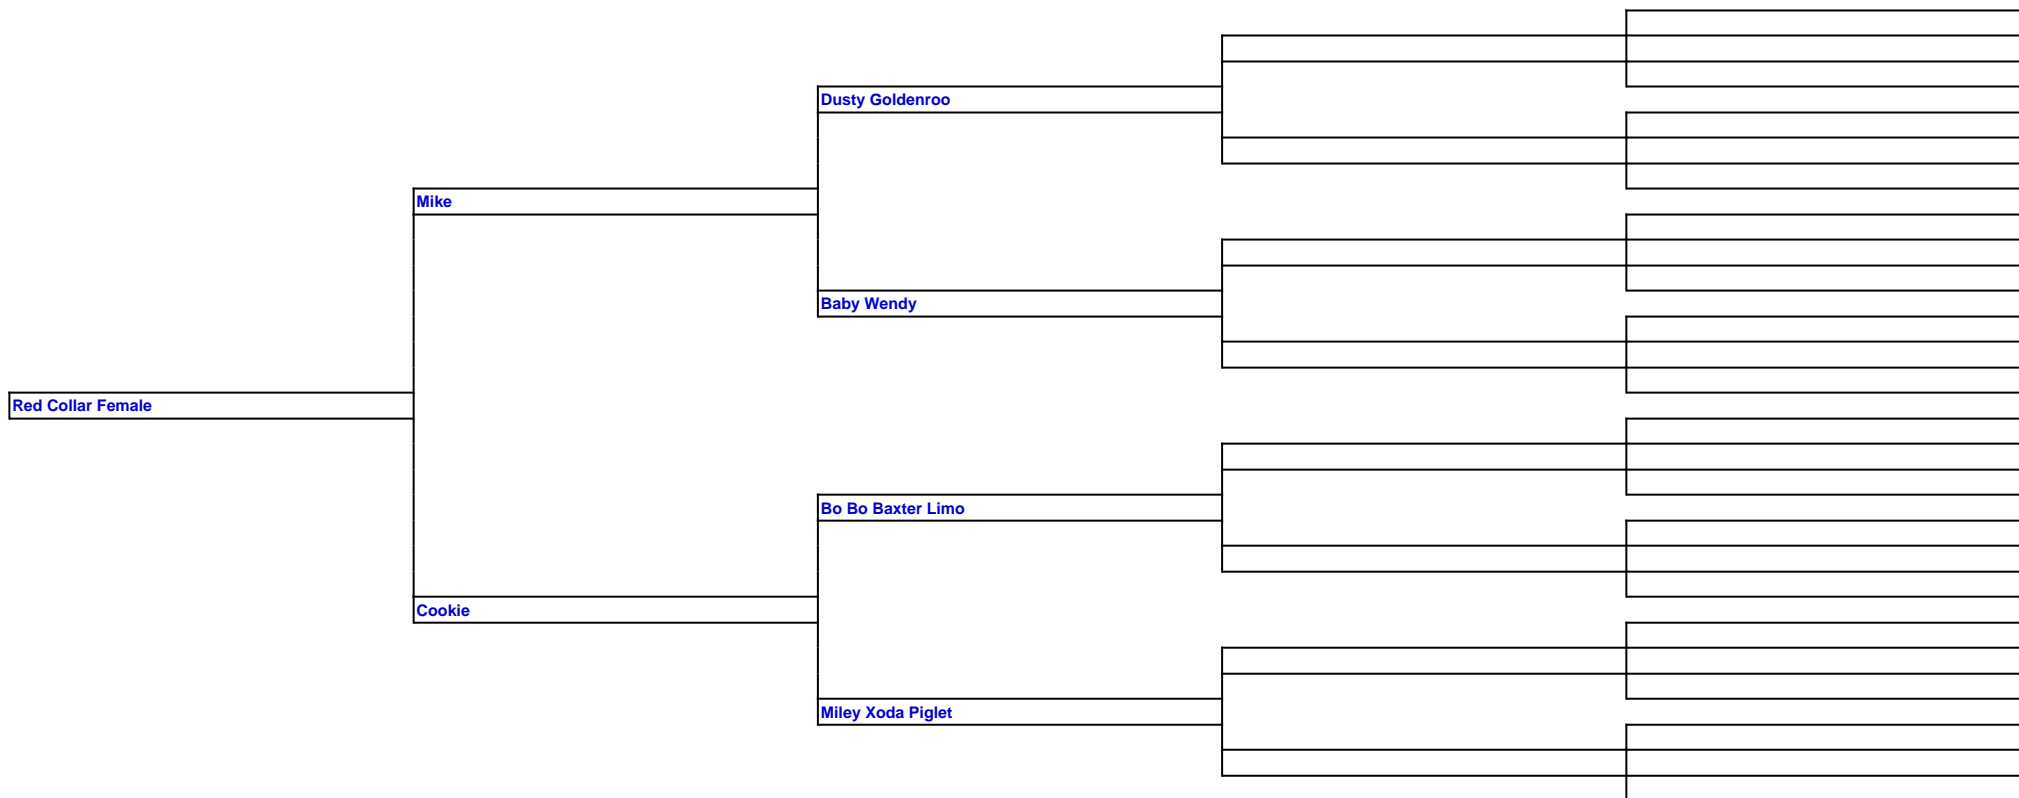 Dusty Goldenroo
Mike
Baby Wendy
Red Collar Female
Bo Bo Baxter Limo
Cookie
Miley Xoda Piglet